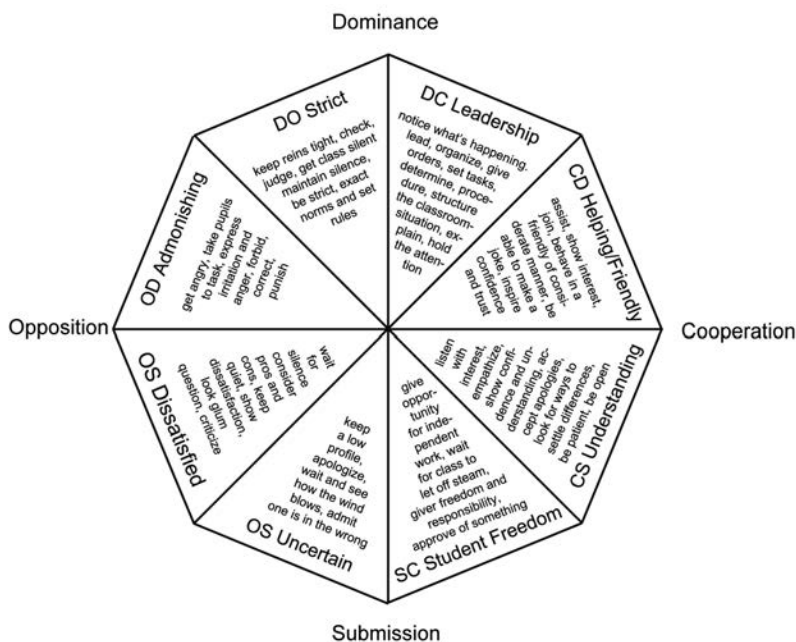 Dominance
DC Leadership
notice what's happening.
lead, organize, give
orders, set tasks,
determine, proce-
dure, structure
the classroom-
situation, ex-
plain, hold
the atten-
tion
CD Helping/Friendly
assist, show interest,
join, behave in a
friendly of consi-
derate manner, be
able to make a
joke, inspire
confidence
and trust
Cooperation
CS Understanding
listen
with
interest,
empathize,
show confi-
dence and un-
derstanding, ac-
cept apologies,
look for ways to
settle differences,
be patient, be open
SC Student Freedom
give
oppor-
tunity
for inde-
pendent
work, wait
for class to
let off steam,
giver freedom and
responsibility,
approve of something
Submission
OS Uncertain
keep
a low
profile,
apologize,
wait and see
how the wind
blows, admit
one is in the wrong
OS Dissatisfied
wait
for
silence
consider
pros and
cons, keep
quiet, show
dissatisfaction,
look glum
question, criticize
Opposition
OD Admonishing
get angry, take pupils
to task, express
irritation and
anger, forbid,
correct,
punish
DO Strict
keep reins tight, check,
judge, get class silent
maintain silence,
be strict, exact
norms and set
rules